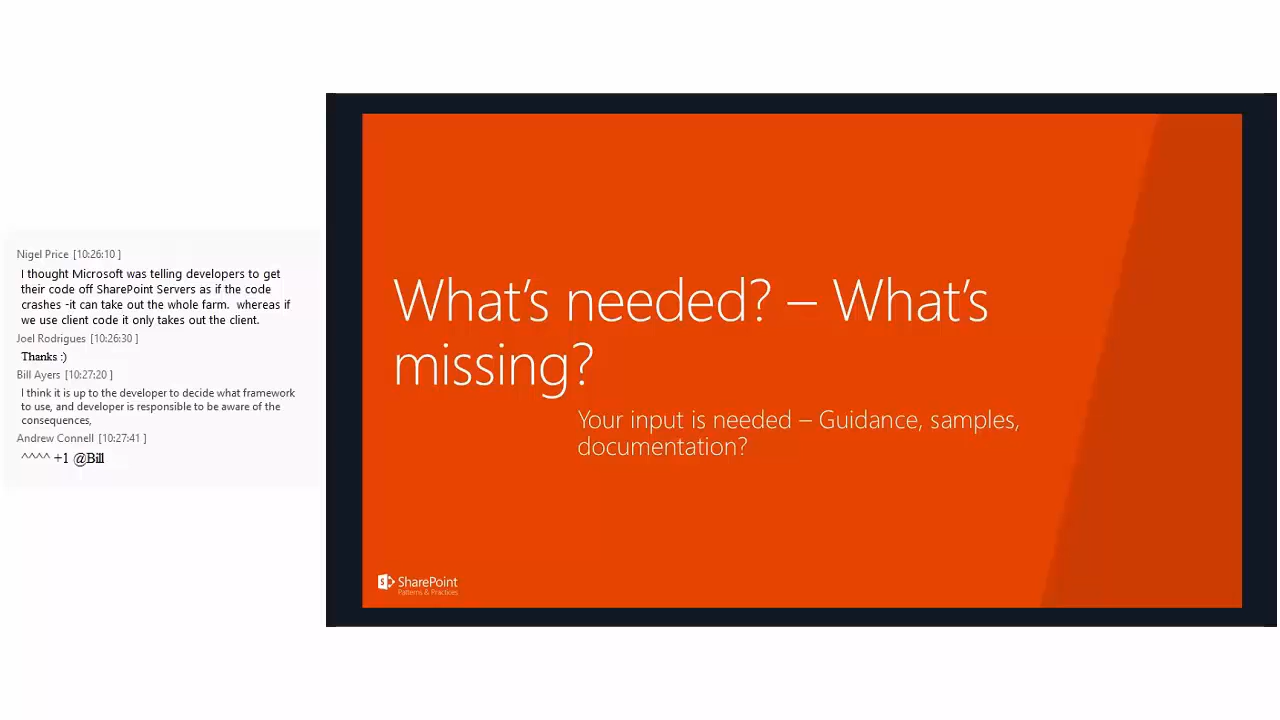 Nigel Price [10:26:10 ]
I thought Microsoft was telling developers to get
their code off SharePoint Servers as if the code
crashes -it can take out the whole farm.  whereas if
we use client code it only takes out the client.
Joel Rodrigues [10:26:30 ]
Thanks :)
Bill Ayers [10:27:20 ]
I think it is up to the developer to decide what framework
to use, and developer is responsible to be aware of the
consequences,
Andrew Connell [10:27:41 ]
^^^^ +1 @Bill
What's needed? – What's
missing?
Your input is needed – Guidance, samples,
documentation?
SharePoint
Patterns & Practices